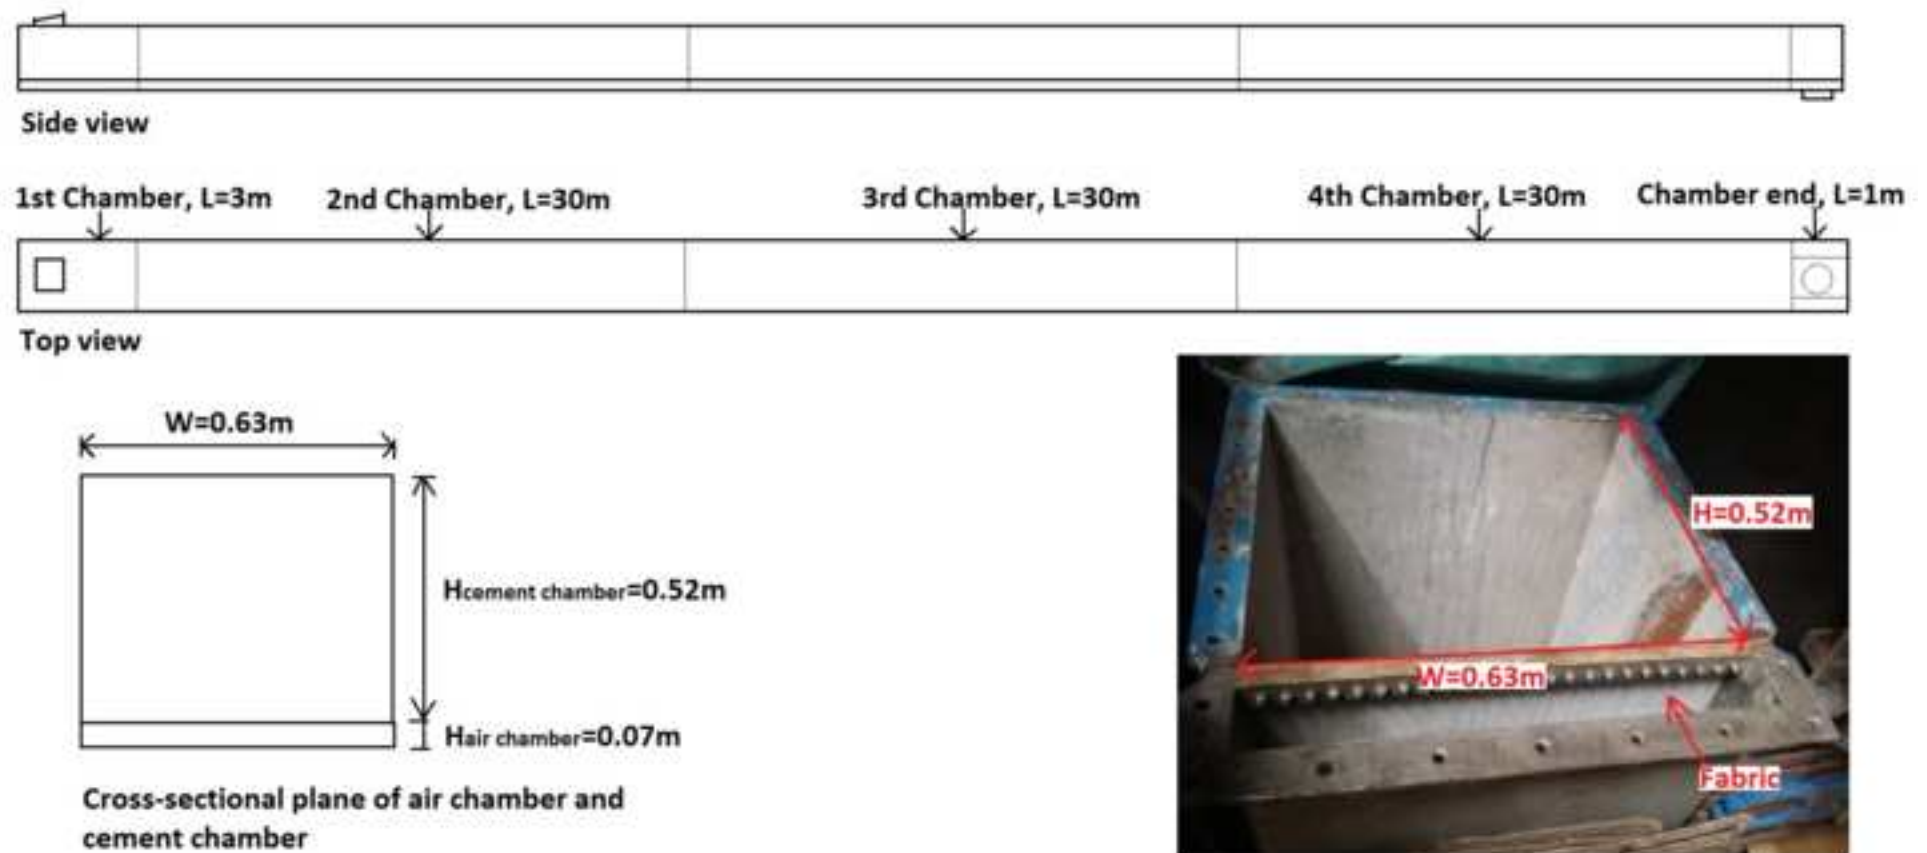 Side view
1st Chamber, L=3m 2nd Chamber, L=30m 3rd Chamber, L=30m 4th Chamber, L=30m Chamber end, L=1m
Top view
W=0.63m
Hcement chamber=0.52m
Hair chamber=0.07m
Cross-sectional plane of air chamber and
cement chamber
H=0.52m
W=0.63m
Fabric